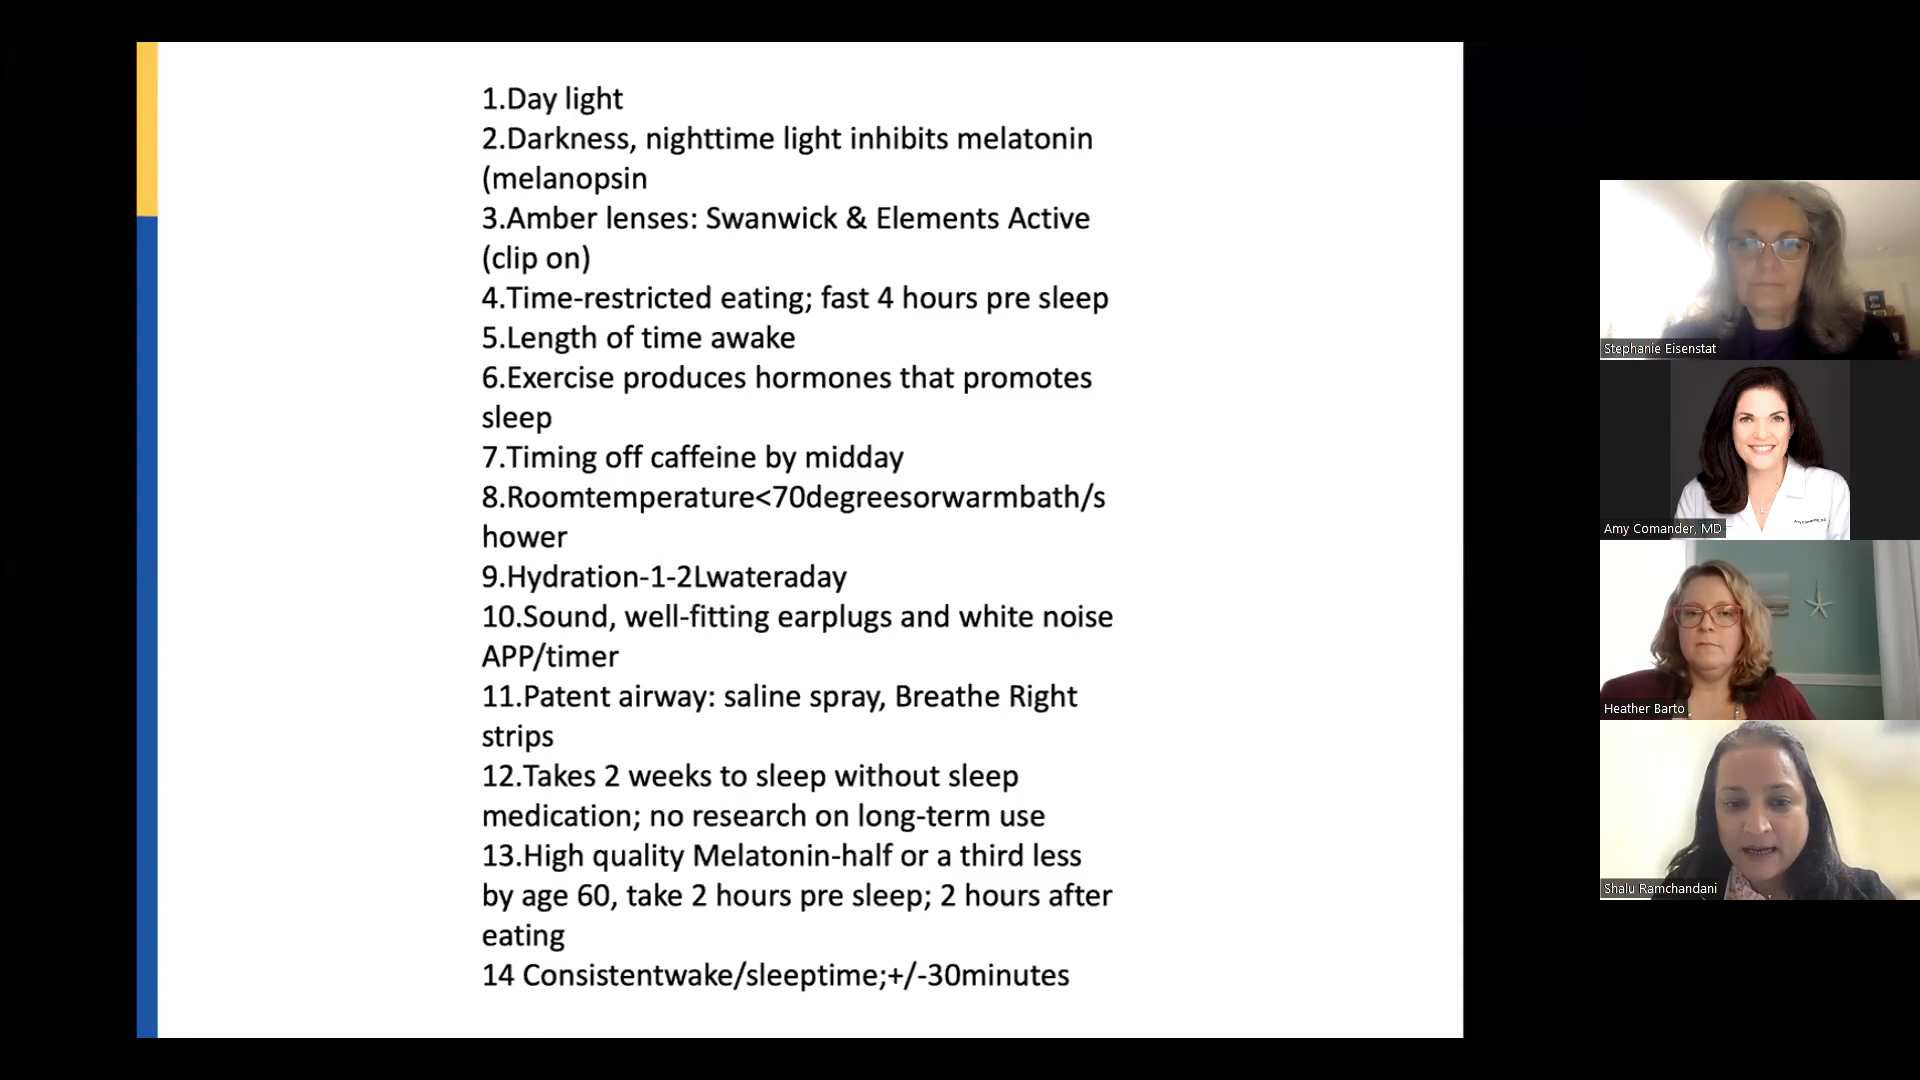 1.Day light
2.Darkness, nighttime light inhibits melatonin
(melanopsin
3.Amber lenses: Swanwick & Elements Active
(clip on)
4.Time-restricted eating; fast 4 hours pre sleep
5.Length of time awake
6.Exercise produces hormones that promotes
sleep
7.Timing off caffeine by midday
8.Roomtemperature<70degreesorwarmbath/s
hower
9.Hydration-1-2Lwateraday
10.Sound, well-fitting earplugs and white noise
APP/timer
11.Patent airway: saline spray, Breathe Right
strips
12.Takes 2 weeks to sleep without sleep
medication; no research on long-term use
13.High quality Melatonin-half or a third less
by age 60, take 2 hours pre sleep; 2 hours after
eating
14 Consistentwake/sleeptime;+/-30minutes
Stephanie Eisenstat
Amy Comander, MD
Heather Barto
Shalu Ramchandani